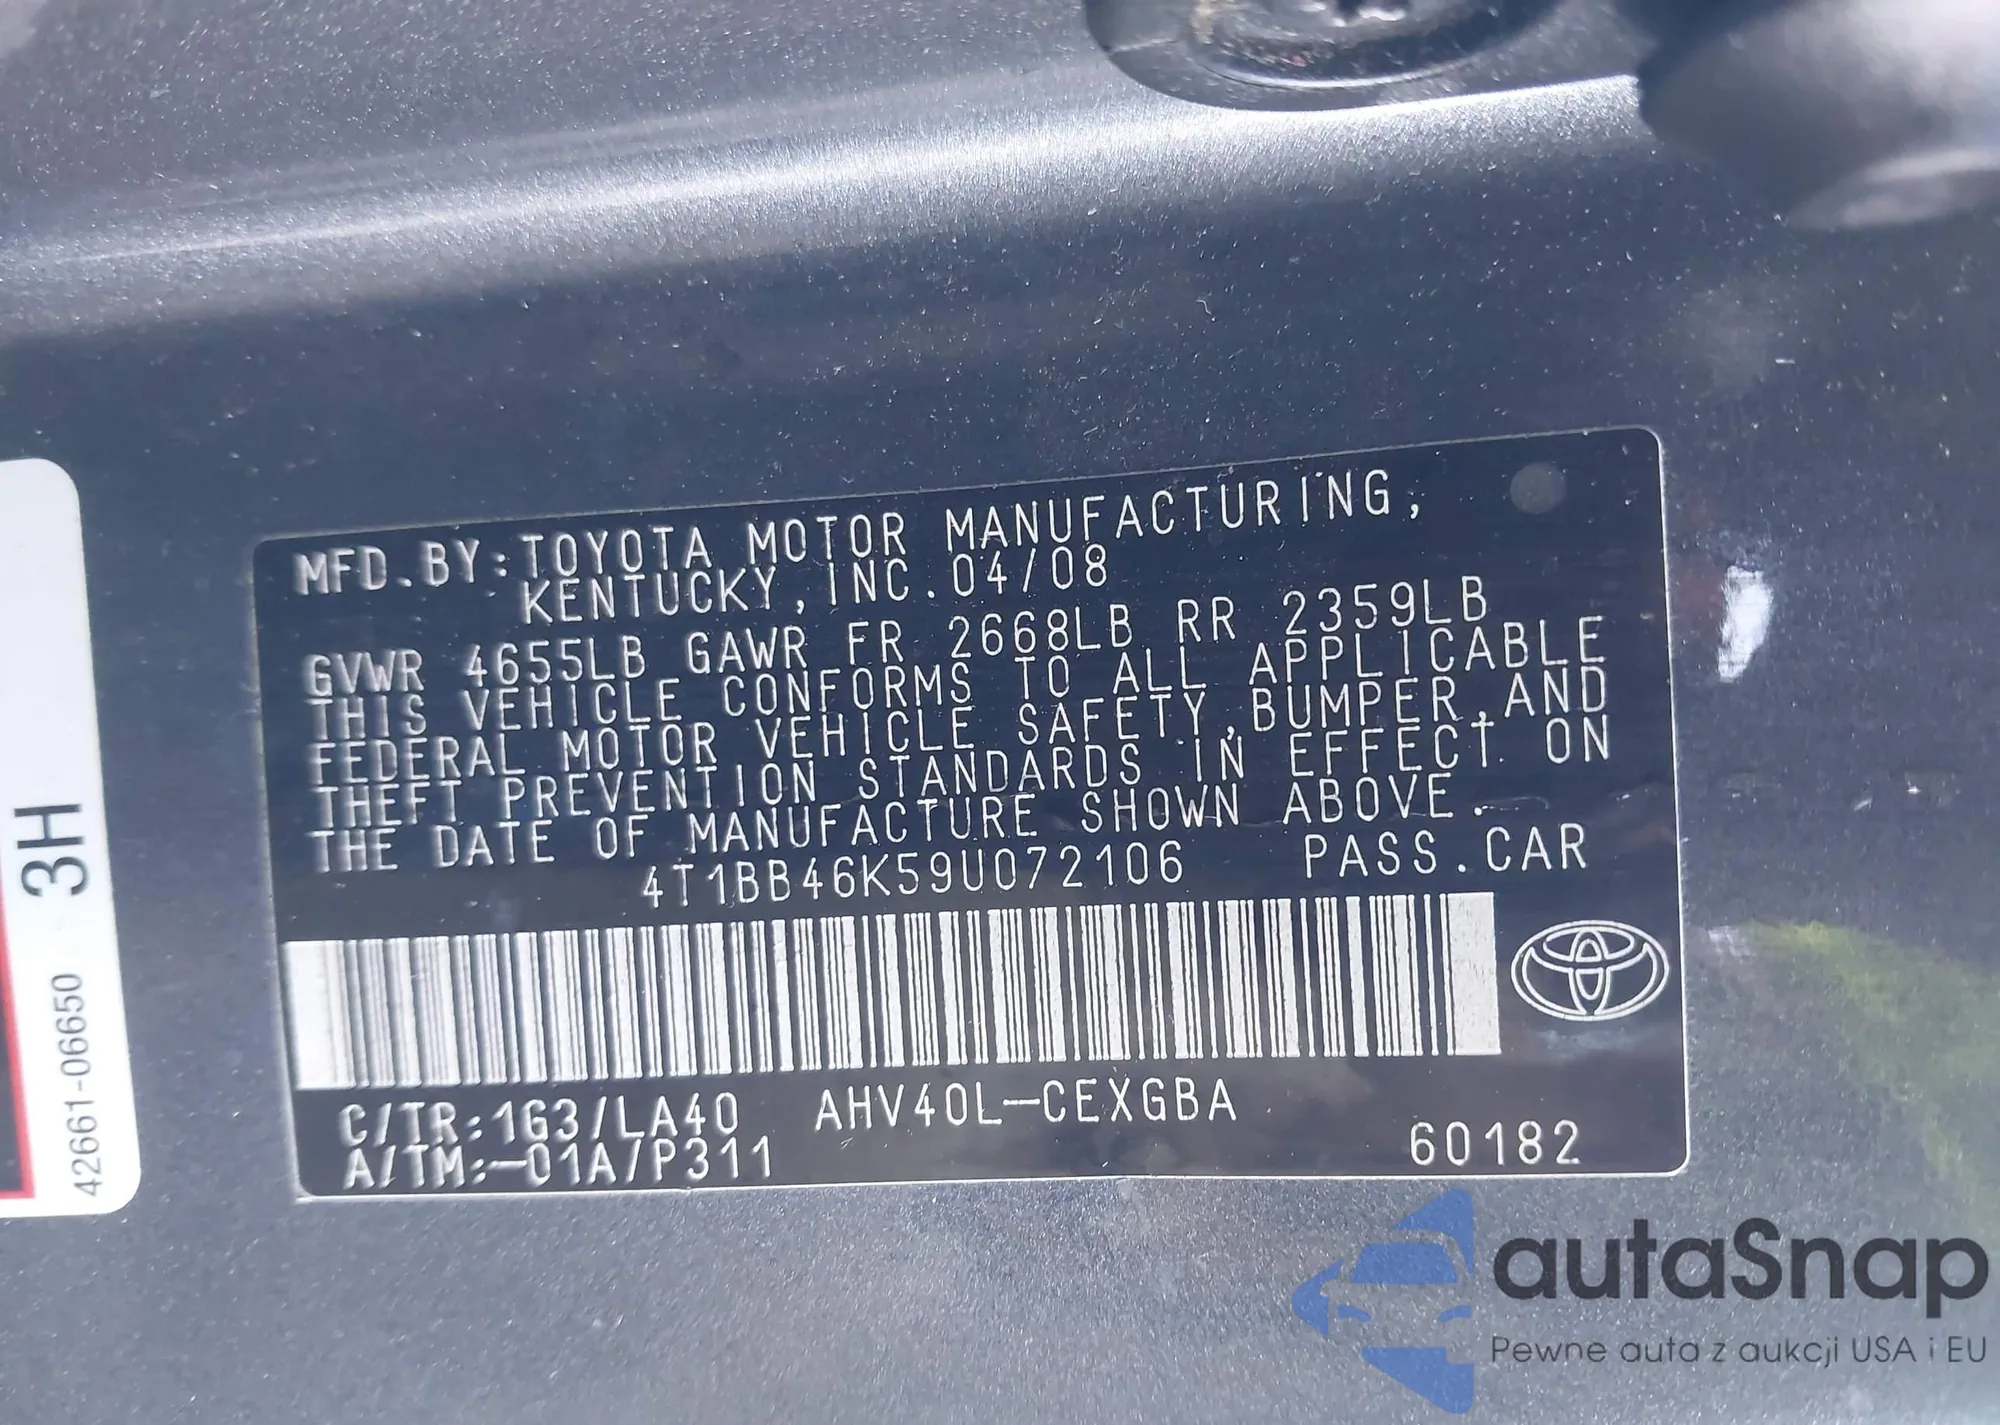 MFD.BY:TOYOTA MOTOR MANUFACTURING,
KENTUCKY,INC.04/08
GVWR 4655LB GAWR FR 2668LB RR 2359LB
THIS VEHICLE CONFORMS TO ALL APPLICABLE
FEDERAL MOTOR VEHICLE SAFETY,BUMPER,AND
THEFT PREVENTION STANDARDS IN EFFECT ON
THE DATE OF MANUFACTURE SHOWN ABOVE.
4T1BB46K59U072106 PASS.CAR
C/TR:1G3/LA40 AHV40L-CEXGBA
A/TM:-01A/P311 60182
3H
42661-06650
autaSnap
Pewne auta z aukcji USA i EU